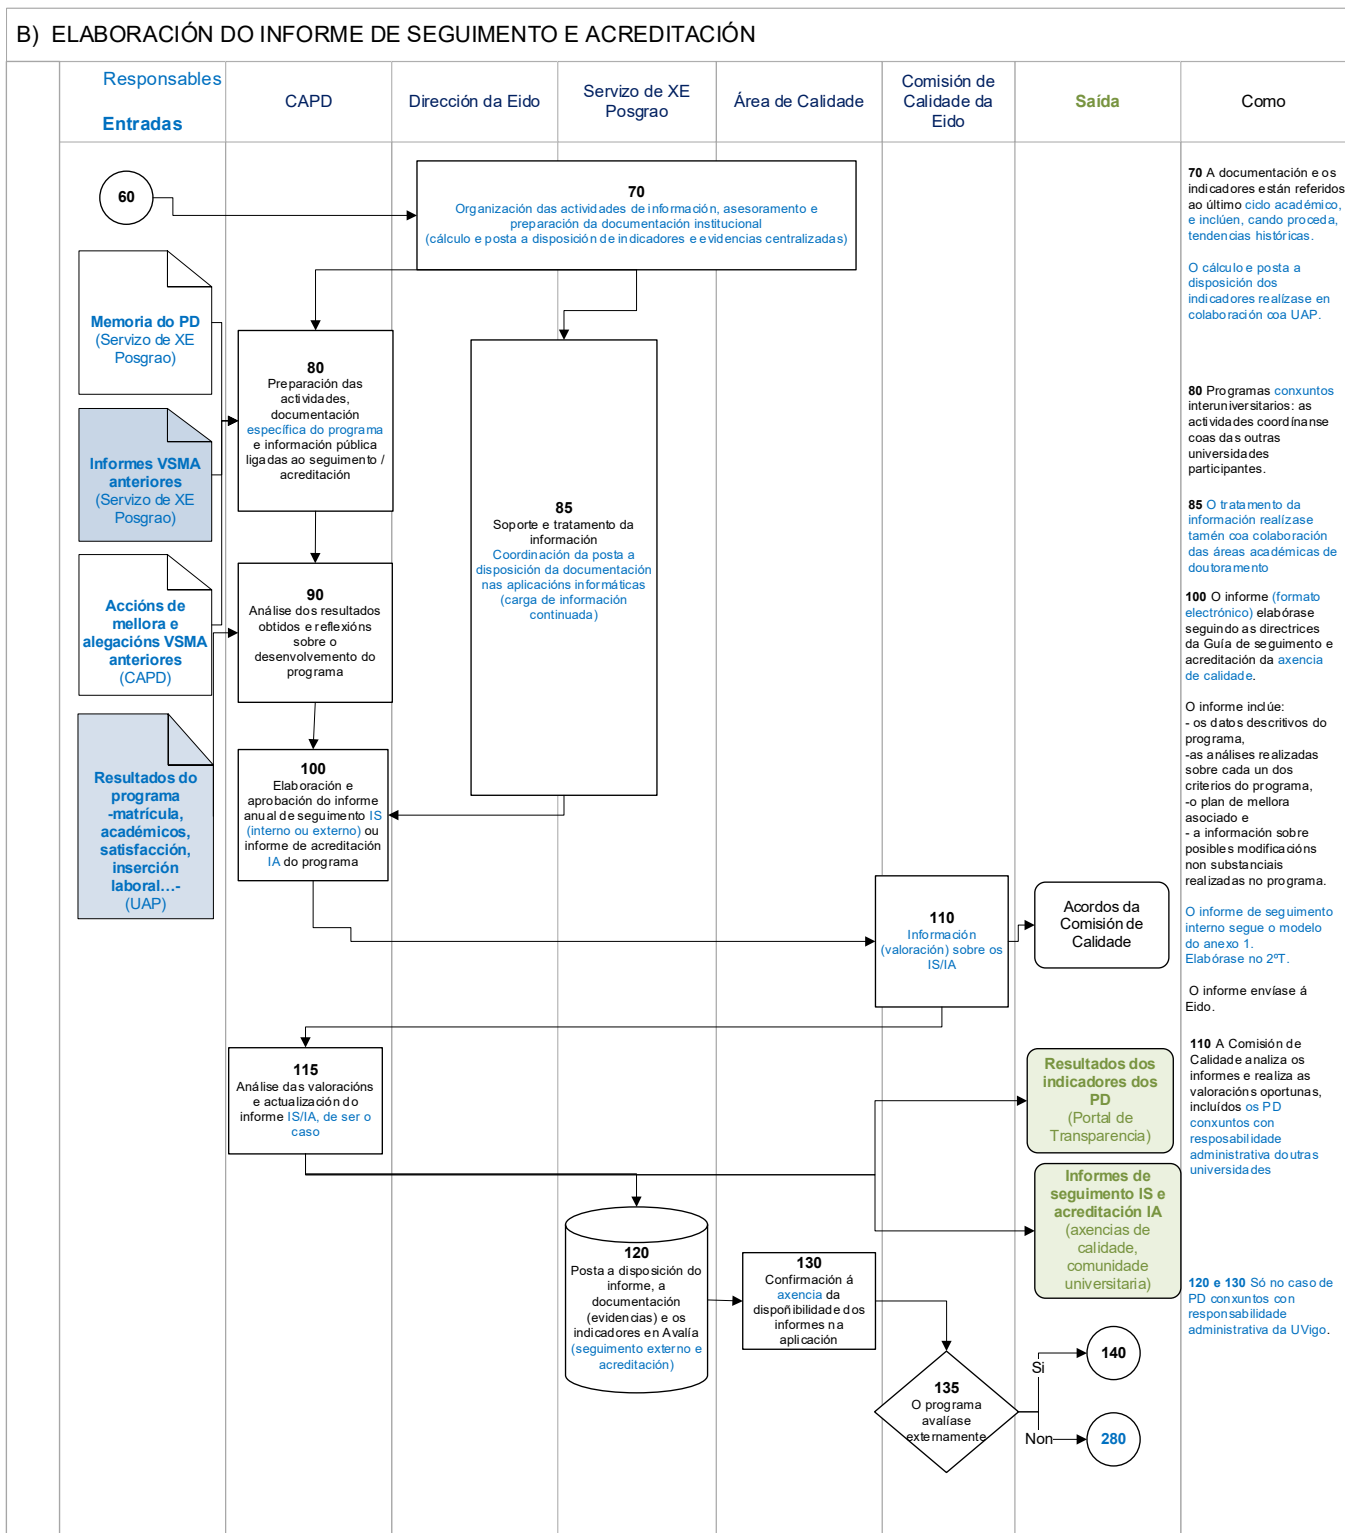 B) ELABORACIÓN DO INFORME DE SEGUIMENTO E ACREDITACIÓN
Responsables
Entradas
CAPD
Dirección da Eido
Servizo de XE
Posgrao
Área de Calidade
Comisión de
Calidade da
Eido
Saída
Como
60
70
Organización das actividades de información, asesoramento e
preparación da documentación institucional
(cálculo e posta a disposición de indicadores e evidencias centralizadas)
Memoria do PD
(Servizo de XE
Posgrao)
Informes VSMA
anteriores
(Servizo de XE
Posgrao)
Accións de
mellora e
alegacións VSMA
anteriores
(CAPD)
Resultados do
programa
-matrícula,
académicos,
satisfacción,
inserción
laboral...-
(UAP)
80
Preparación das
actividades,
documentación
específica do programa
e información pública
ligadas ao seguimento /
acreditación
85
Soporte e tratamento da
información
Coordinación da posta a
disposición da documentación
nas aplicacións informáticas
(carga de información
continuada)
90
Análise dos resultados
obtidos e reflexións
sobre o
desenvolvemento do
programa
100
Elaboración e
aprobación do informe
anual de seguimento IS
(interno ou externo) ou
informe de acreditación
IA do programa
110
Información
(valoración) sobre os
IS/IA
Acordos da
Comisión de
Calidade
115
Análise das valoracións
e actualización do
informe IS/IA, de ser o
caso
Resultados dos
indicadores dos
PD
(Portal de
Transparencia)
Informes de
seguimento IS e
acreditación IA
(axencias de
calidade,
comunidade
universitaria)
120
Posta a disposición do
informe, a
documentación
(evidencias) e os
indicadores en Avalía
(seguimento externo e
acreditación)
130
Confirmación á
axencia da
dispoñibilidade dos
informes na
aplicación
135
O programa
avalíase
externamente
Si
140
Non
280
70 A documentación e os
indicadores están referidos
ao último ciclo académico,
e inclúen, cando proceda,
tendencias históricas.
O cálculo e posta a
disposición dos
indicadores realízase en
colaboración coa UAP.
80 Programas conxuntos
interuniversitarios: as
actividades coordínanse
coas das outras
universidades
participantes.
85 O tratamento da
información realízase
tamén coa colaboración
das áreas académicas de
doutoramento
100 O informe (formato
electrónico) elabórase
seguindo as directrices
da Guía de seguimento e
acreditación da axencia
de calidade.
O informe inclúe:
- os datos descritivos do
programa,
-as análises realizadas
sobre cada un dos
criterios do programa,
-o plan de mellora
asociado e
- a información sobre
posibles modificacións
non substanciais
realizadas no programa.
O informe de seguimento
interno segue o modelo
do anexo 1.
Elabórase no 2ºT.
O informe envíase á
Eido.
110 A Comisión de
Calidade analiza os
informes e realiza as
valoracións oportunas,
incluídos os PD
conxuntos con
resposabilidade
administrativa doutras
universidades
120 e 130 Só no caso de
PD conxuntos con
responsabilidade
administrativa da UVigo.